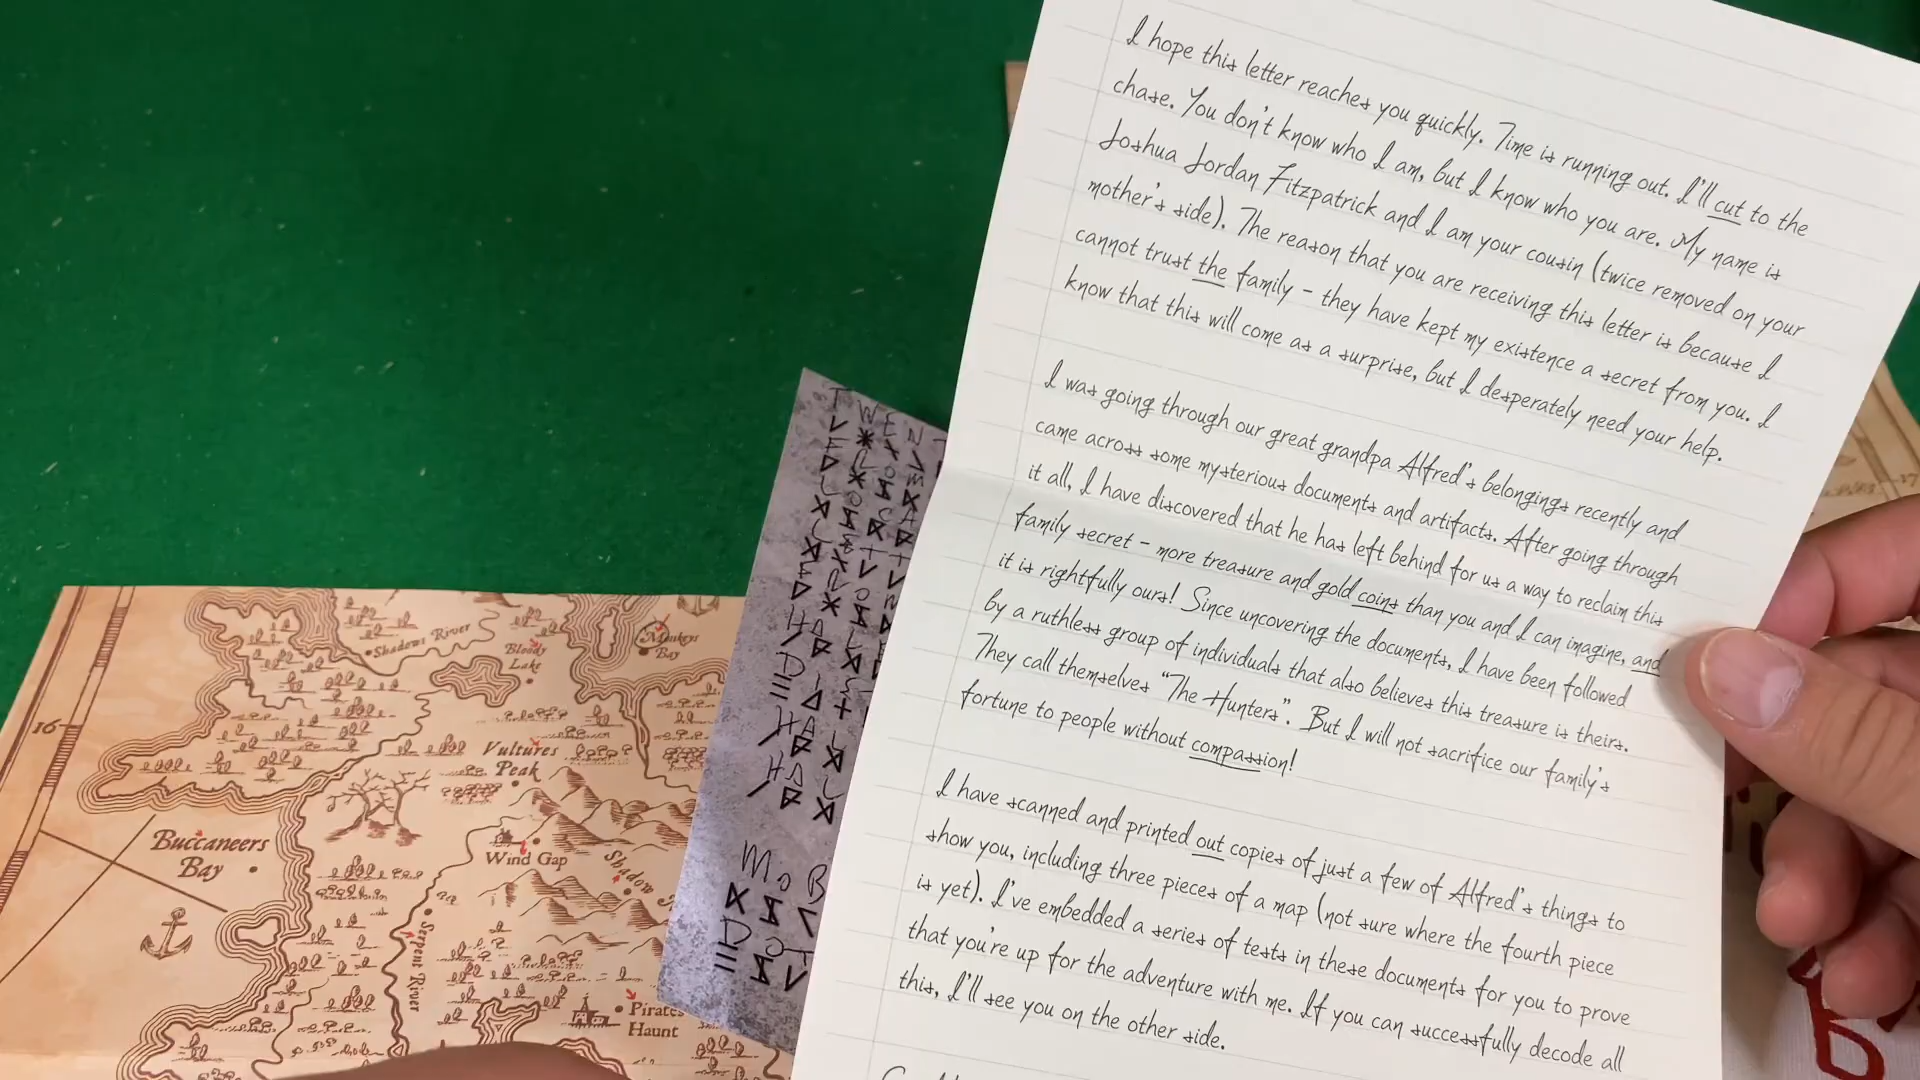 I hope this letter reaches you quickly. Time is running out. I'll cut to the
chase. You don't know who I am, but I know who you are. My name is
Joshua Jordan Fitzpatrick and I am your cousin (twice removed on your
mother's side). The reason that you are receiving this letter is because I
cannot trust the family – they have kept my existence a secret from you. I
know that this will come as a surprise, but I desperately need your help.
I was going through our great grandpa Alfred's belongings recently and
came across some mysterious documents and artifacts. After going through
it all, I have discovered that he has left behind for us a way to reclaim this
family secret – more treasure and gold coins than you and I can imagine, and
it is rightfully ours! Since uncovering the documents, I have been followed
by a ruthless group of individuals that also believes this treasure is theirs.
They call themselves "The Hunters". But I will not sacrifice our family's
fortune to people without compassion!
I have scanned and printed out copies of just a few of Alfred's things to
show you, including three pieces of a map (not sure where the fourth piece
is yet). I've embedded a series of tests in these documents for you to prove
that you're up for the adventure with me. If you can successfully decode all
this, I'll see you on the other side.
Shadows River
Bloody
Lake
Monkeys
Bay
16
Vultures
Peak
Buccaneers
Bay
Wind Gap
Shadow
Serpent River
Pirates
Haunt